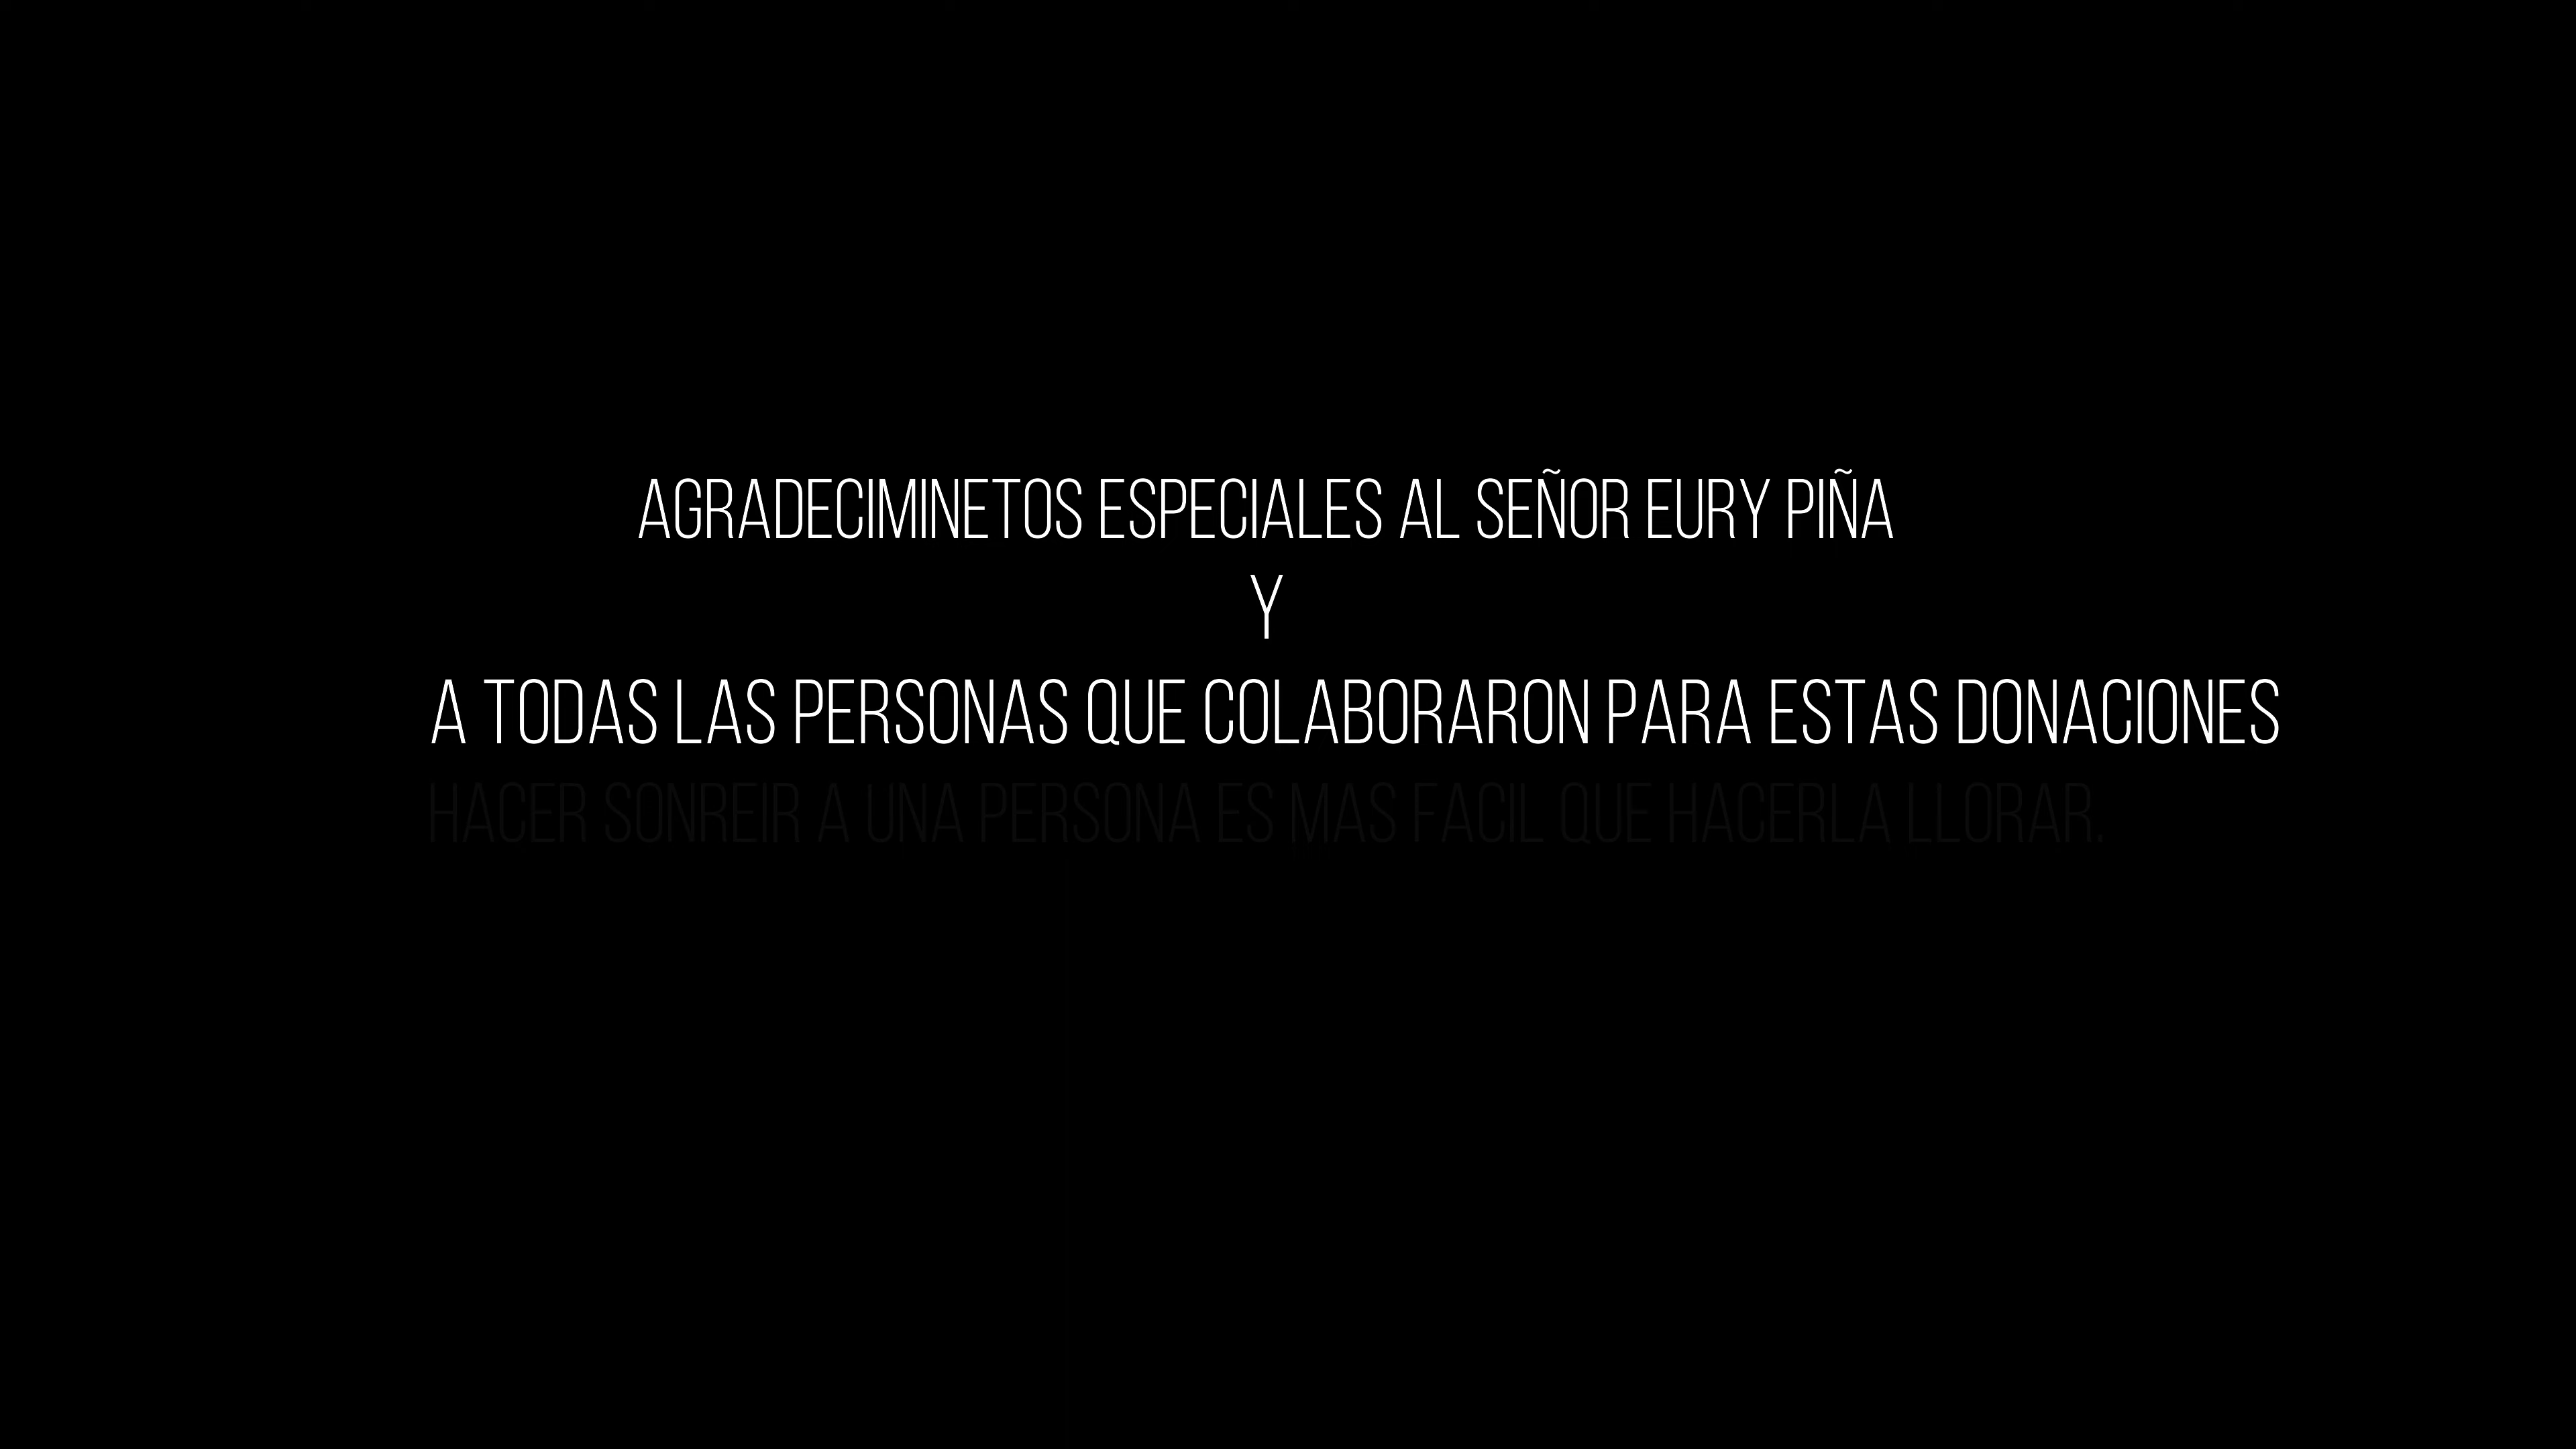 AGRADECIMINETOS ESPECIALES AL SEÑOR EURY PIÑA
Y
A TODAS LAS PERSONAS QUE COLABORARON PARA ESTAS DONACIONES
HACER SONREIR A UNA PERSONA ES MAS FACIL QUE HACERLA LLORAR.